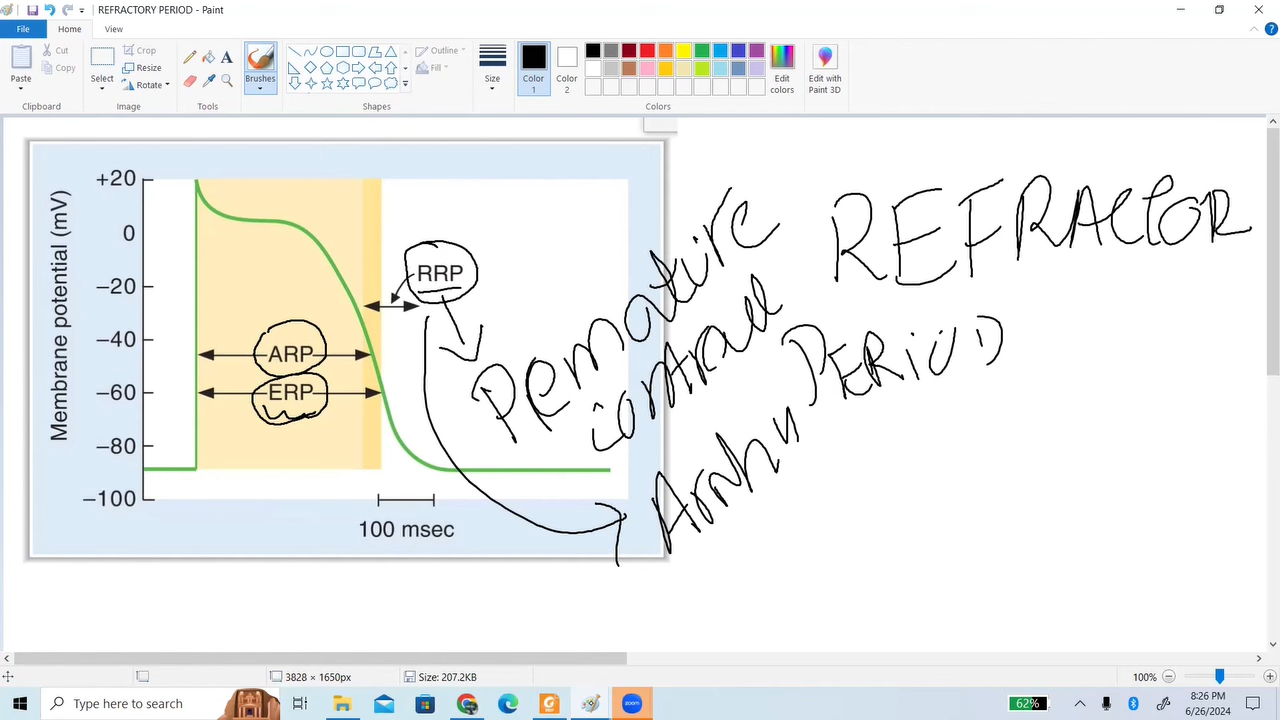 REFRACTORY PERIOD - Paint
File
Home
View
Paste
Cut
Copy
Clipboard
Select
Crop
Resize
Rotate
Image
Tools
Brushes
Shapes
Outline
Fill
Size
Color 1
Color 2
Edit colors
Colors
Edit with Paint 3D
Membrane potential (mV)
+20
0
−20
−40
−60
−80
−100
RRP
ARP
ERP
100 msec
REFRACTOR
PERIOD
Premature
contract
Arrhy
3828 × 1650px
Size: 207.2KB
100%
Type here to search
zoom
62%
8:26 PM
6/26/2024